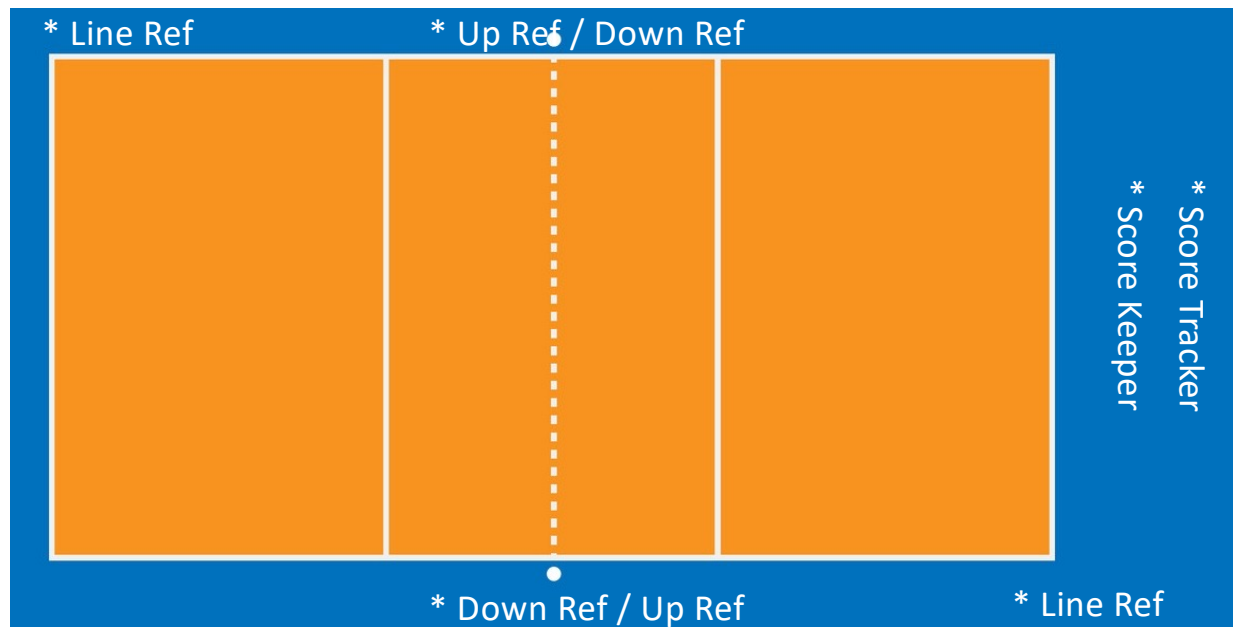 * Line Ref
* Up Ref / Down Ref
* Score Tracker
* Score Keeper
* Down Ref / Up Ref
* Line Ref